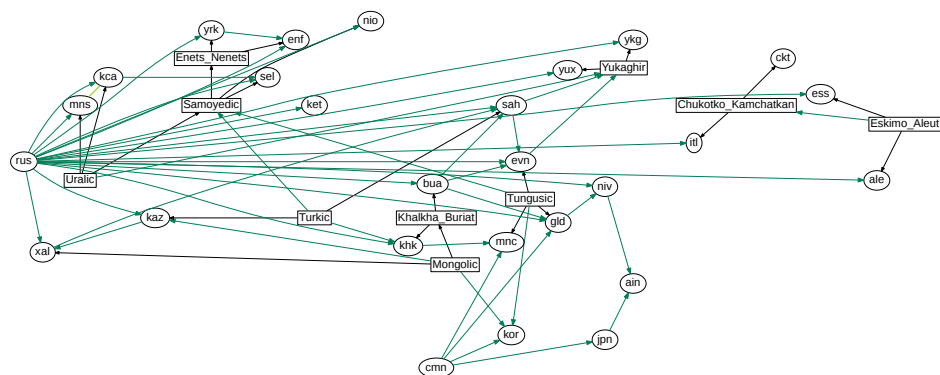 nio
yrk
enf
ykg
Enets_Nenets
ckt
yux
Yukaghir
kca
sel
ess
mns
Samoyedic
ket
sah
Chukotko_Kamchatkan
Eskimo_Aleut
itl
rus
evn
Uralic
bua
niv
ale
Tungusic
kaz
Turkic
Khalkha_Buriat
gld
khk
mnc
xal
Mongolic
ain
kor
jpn
cmn